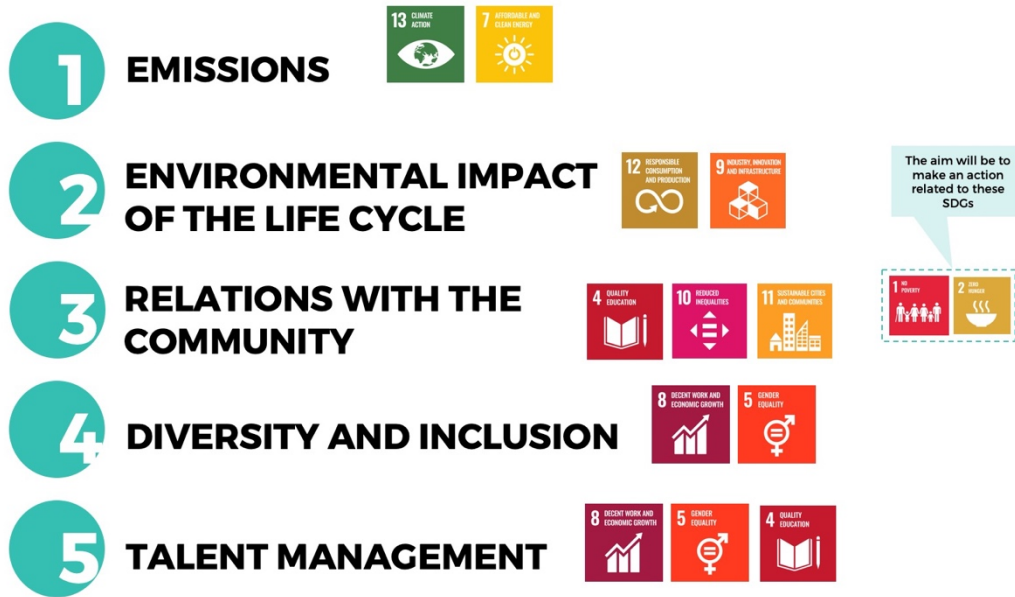 1
EMISSIONS
13 CLIMATE
ACTION
7 AFFORDABLE AND
CLEAN ENERGY
2
ENVIRONMENTAL IMPACT
OF THE LIFE CYCLE
12 RESPONSIBLE
CONSUMPTION
AND PRODUCTION
9 INDUSTRY, INNOVATION
AND INFRASTRUCTURE
The aim will be to
make an action
related to these
SDGs
3
RELATIONS WITH THE
COMMUNITY
4 QUALITY
EDUCATION
10 REDUCED
INEQUALITIES
11 SUSTAINABLE CITIES
AND COMMUNITIES
1 NO
POVERTY
2 ZERO
HUNGER
4
DIVERSITY AND INCLUSION
8 DECENT WORK AND
ECONOMIC GROWTH
5 GENDER
EQUALITY
5
TALENT MANAGEMENT
8 DECENT WORK AND
ECONOMIC GROWTH
5 GENDER
EQUALITY
4 QUALITY
EDUCATION